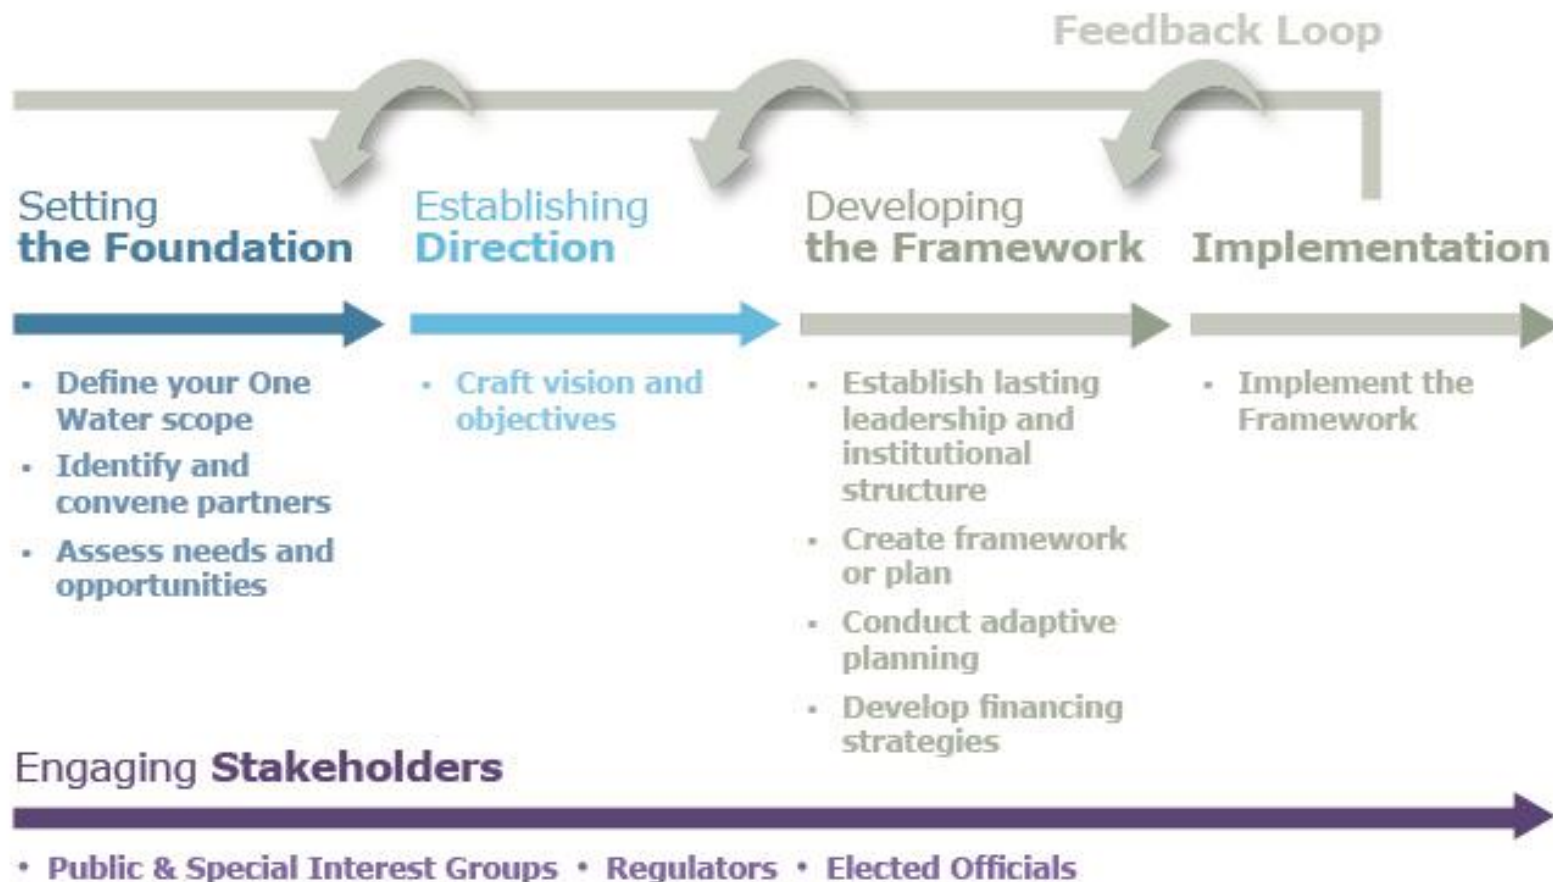 Feedback Loop
Setting
the Foundation
• Define your One
Water scope
• Identify and
convene partners
• Assess needs and
opportunities
Establishing
Direction
• Craft vision and
objectives
Developing
the Framework
• Establish lasting
leadership and
institutional
structure
• Create framework
or plan
• Conduct adaptive
planning
• Develop financing
strategies
Implementation
• Implement the
Framework
Engaging Stakeholders
• Public & Special Interest Groups • Regulators • Elected Officials